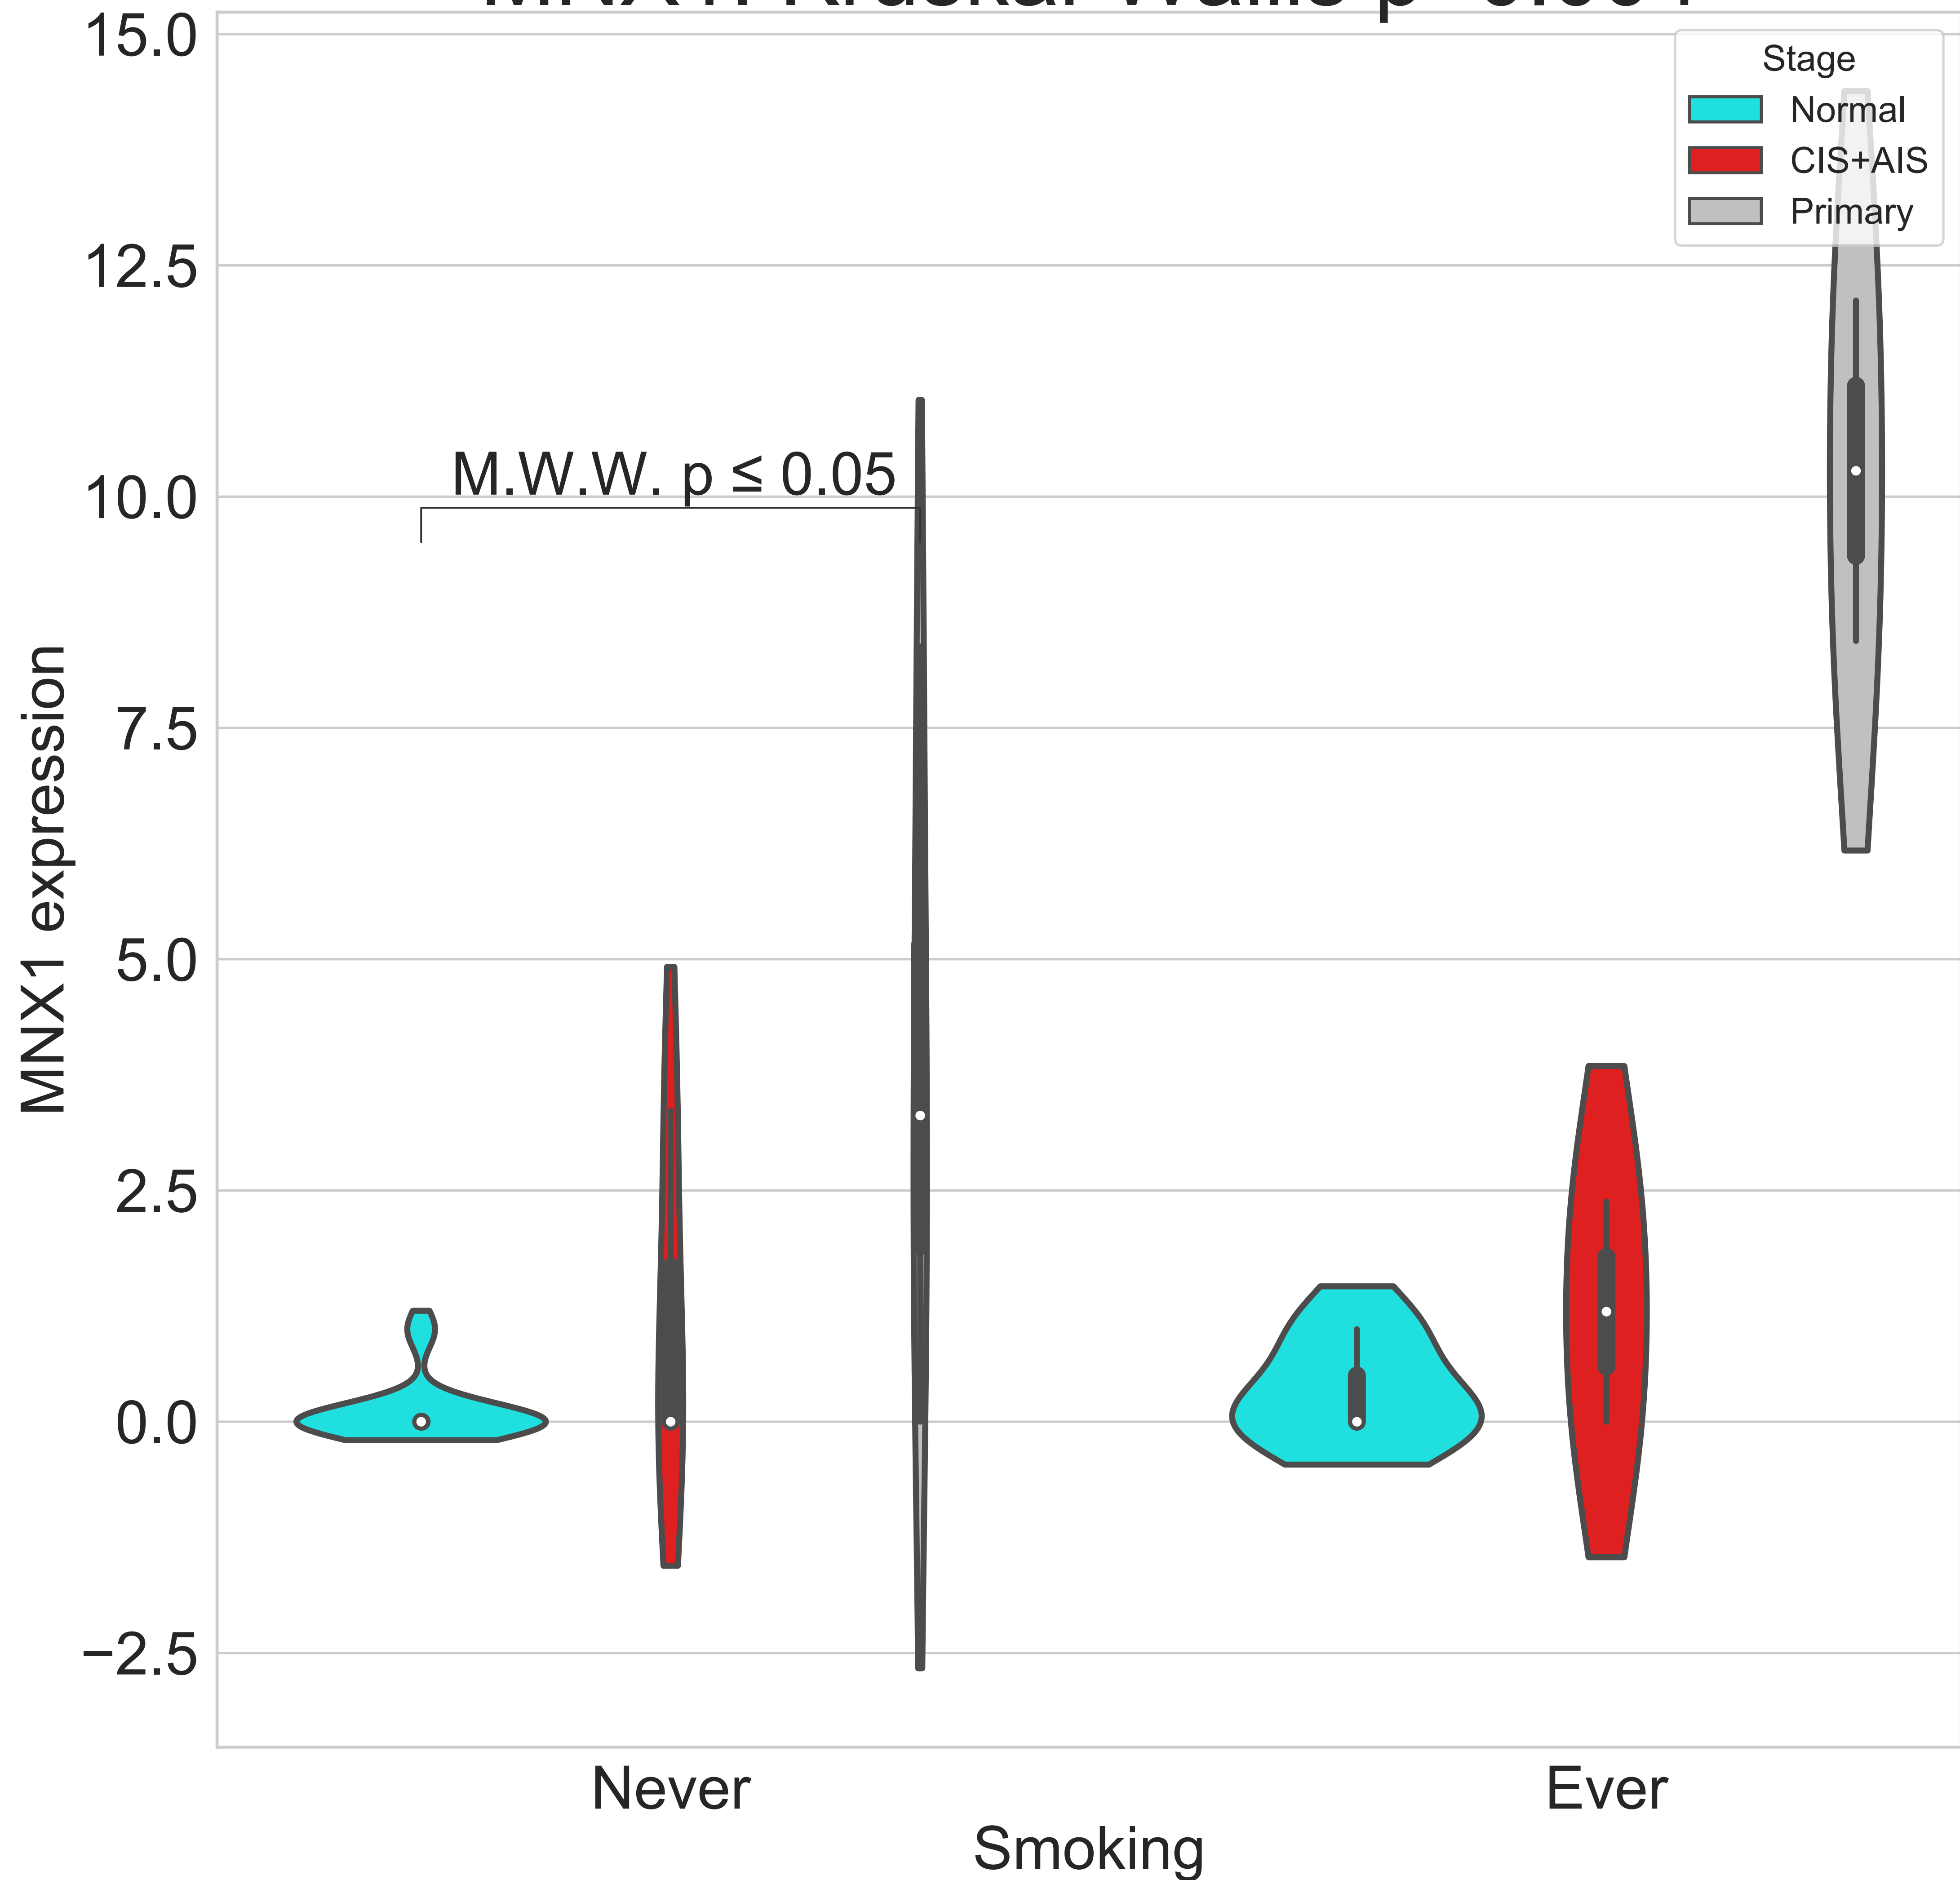 15.0
12.5
10.0
7.5
5.0
2.5
0.0
−2.5
MNX1 expression
Stage
Normal
CIS+AIS
Primary
M.W.W. p ≤ 0.05
Never
Ever
Smoking